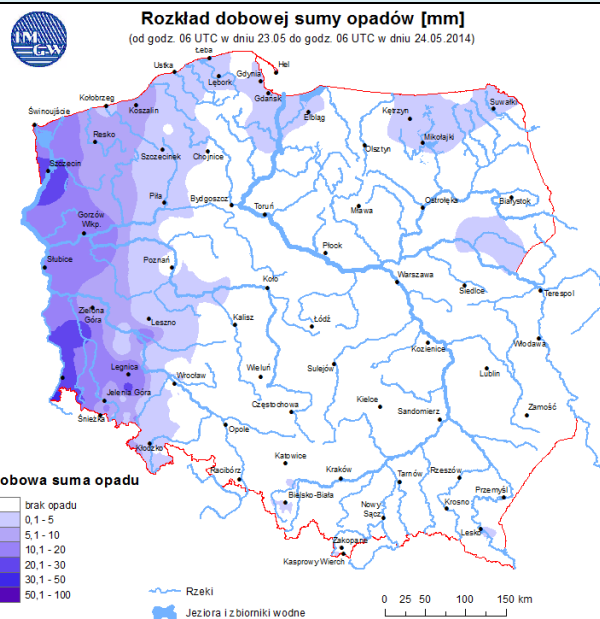 Rozkład dobowej sumy opadów [mm]
(od godz. 06 UTC w dniu 23.05 do godz. 06 UTC w dniu 24.05.2014)
IM
GW
Łeba
Ustka
Hel
Gdynia
Lębork
Kołobrzeg
Gdańsk
Koszalin
Suwałki
Świnoujście
Elbląg
Kętrzyn
Resko
Mikołajki
Szczecinek
Chojnice
Olsztyn
Szczecin
Piła
Bydgoszcz
Toruń
Mława
Ostrołęka
Białystok
Gorzów
Wkp.
Płock
Słubice
Poznań
Koło
Warszawa
Siedlce
Terespol
Zielona
Góra
Leszno
Kalisz
Łódź
Kozienice
Włodawa
Legnica
Wrocław
Wieluń
Sulejów
Lublin
Jelenia Góra
Częstochowa
Kielce
Sandomierz
Zamość
Śnieżka
Opole
Kłodzko
Katowice
Racibórz
Kraków
Tarnów
Rzeszów
Przemyśl
Bielsko-Biała
Nowy
Sącz
Krosno
Lesko
Zakopane
Kasprowy Wierch
obowa suma opadu
brak opadu
0,1 - 5
5,1 - 10
10,1 - 20
20,1 - 30
30,1 - 50
50,1 - 100
Rzeki
Jeziora i zbiorniki wodne
0 25 50 100 150 km